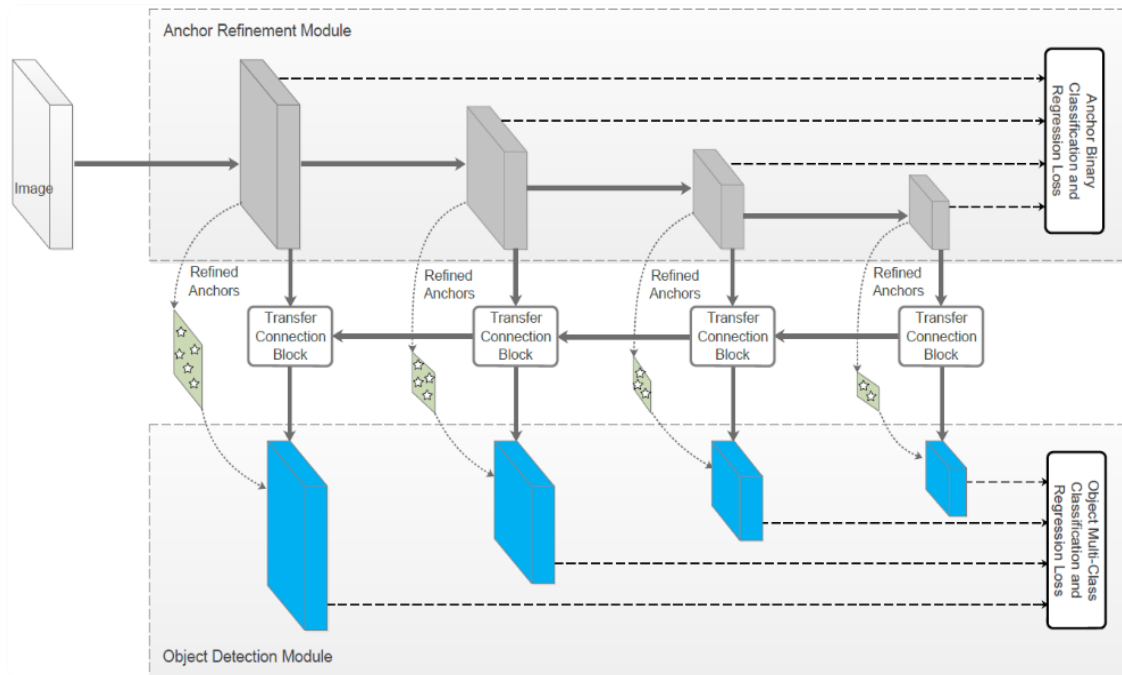 Anchor Refinement Module
Anchor Binary
Classification and
Regression Loss
Image
Refined
Anchors
Refined
Anchors
Refined
Anchors
Refined
Anchors
Transfer
Connection
Block
Transfer
Connection
Block
Transfer
Connection
Block
Transfer
Connection
Block
Object Multi-Class
Classification and
Regression Loss
Object Detection Module